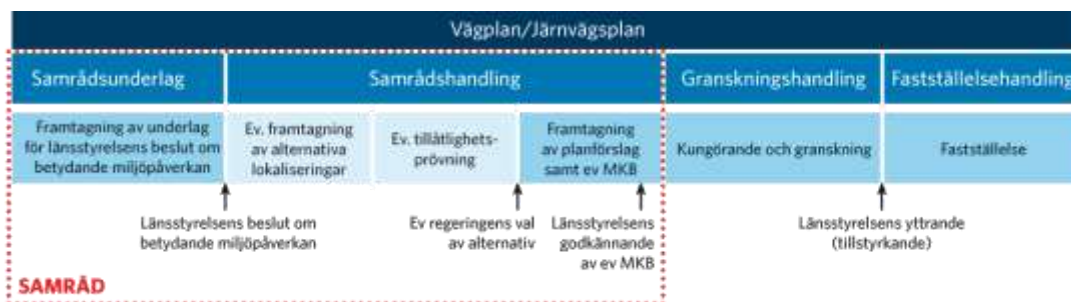 Vägplan/Järnvägsplan
Samrådsunderlag
Samrådshandling
Granskningshandling
Fastställelsehandling
Framtagning av underlag
för länsstyrelsens beslut om
betydande miljöpåverkan
Ev. framtagning
av alternativa
lokaliseringar
Ev. tillåtlighets-
prövning
Framtagning
av planförslag
samt ev MKB
Kungörande och granskning
Fastställelse
Länsstyrelsens beslut om
betydande miljöpåverkan
Ev regeringens val
av alternativ
Länsstyrelsens
godkännande
av ev MKB
Länsstyrelsens yttrande
(tillstyrkande)
SAMRÅD